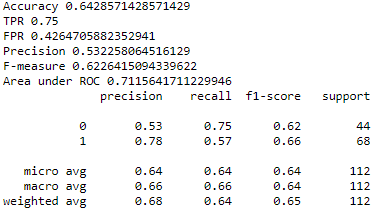 Accuracy 0.6428571428571429
TPR 0.75
FPR 0.4264705882352941
Precision 0.532258064516129
F-measure 0.6226415094339622
Area under ROC 0.7115641711229946
precision recall f1-score support
0 0.53 0.75 0.62 44
1 0.78 0.57 0.66 68
micro avg 0.64 0.64 0.64 112
macro avg 0.66 0.66 0.64 112
weighted avg 0.68 0.64 0.65 112